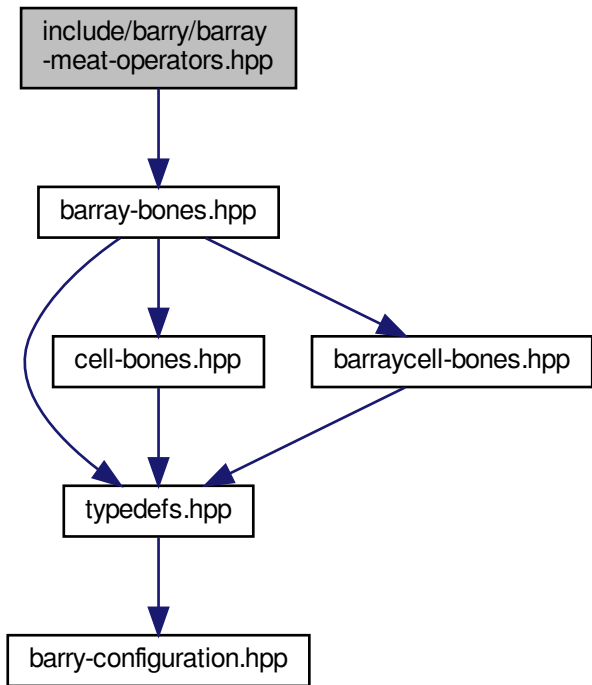 include/barry/barray
-meat-operators.hpp
barray-bones.hpp
cell-bones.hpp
barraycell-bones.hpp
typedefs.hpp
barry-configuration.hpp